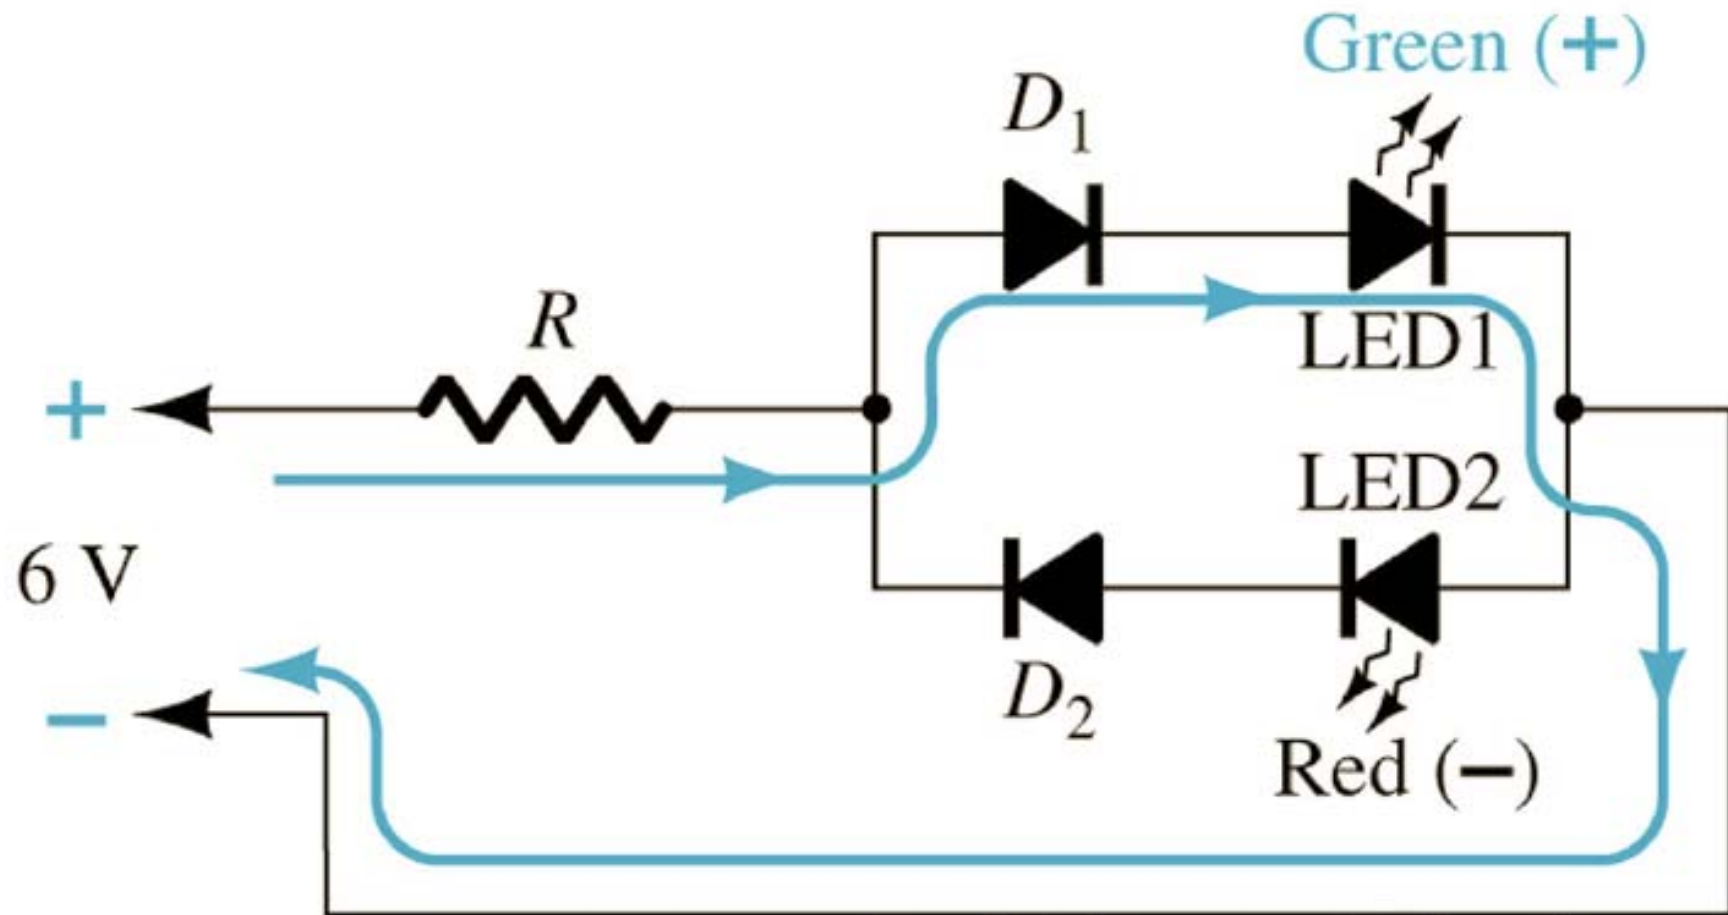 Green (+)
D1
R
LED1
+
LED2
6 V
D2
−
Red (−)